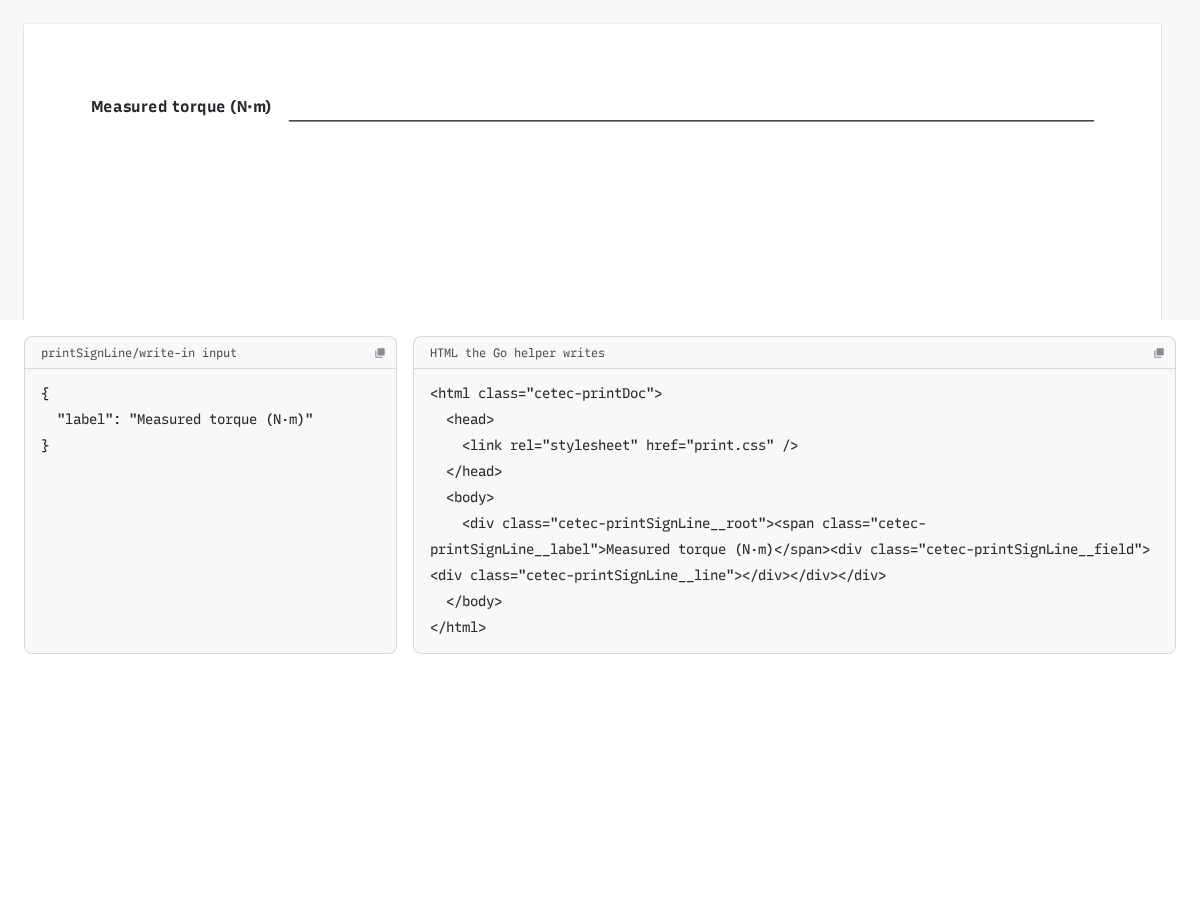 Measured torque (N·m)
printSignLine/write-in input
{
  "label": "Measured torque (N·m)"
}
HTML the Go helper writes
<html class="cetec-printDoc">
  <head>
    <link rel="stylesheet" href="print.css" />
  </head>
  <body>
    <div class="cetec-printSignLine__root"><span class="cetec-
printSignLine__label">Measured torque (N·m)</span><div class="cetec-printSignLine__field">
<div class="cetec-printSignLine__line"></div></div></div>
  </body>
</html>